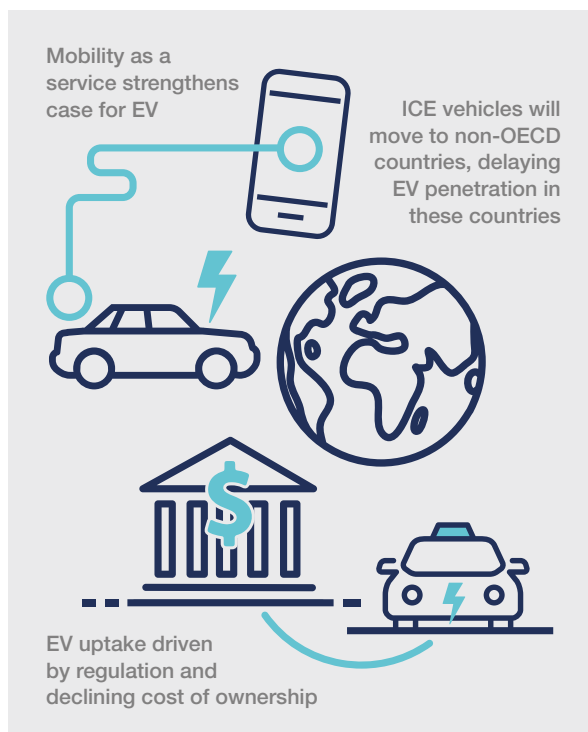 Mobility as a
service strengthens
case for EV
ICE vehicles will
move to non-OECD
countries, delaying
EV penetration in
these countries
$
EV uptake driven
by regulation and
declining cost of ownership